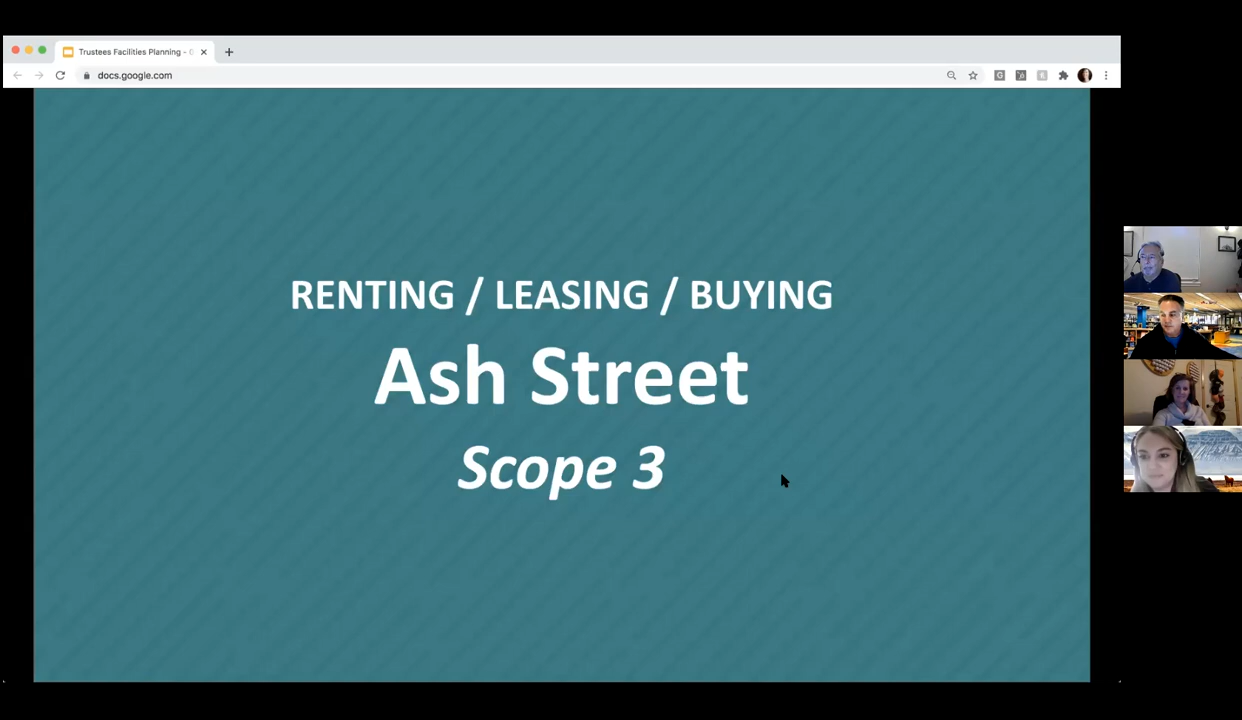 Trustees Facilities Planning -
docs.google.com
RENTING / LEASING / BUYING
Ash Street
Scope 3